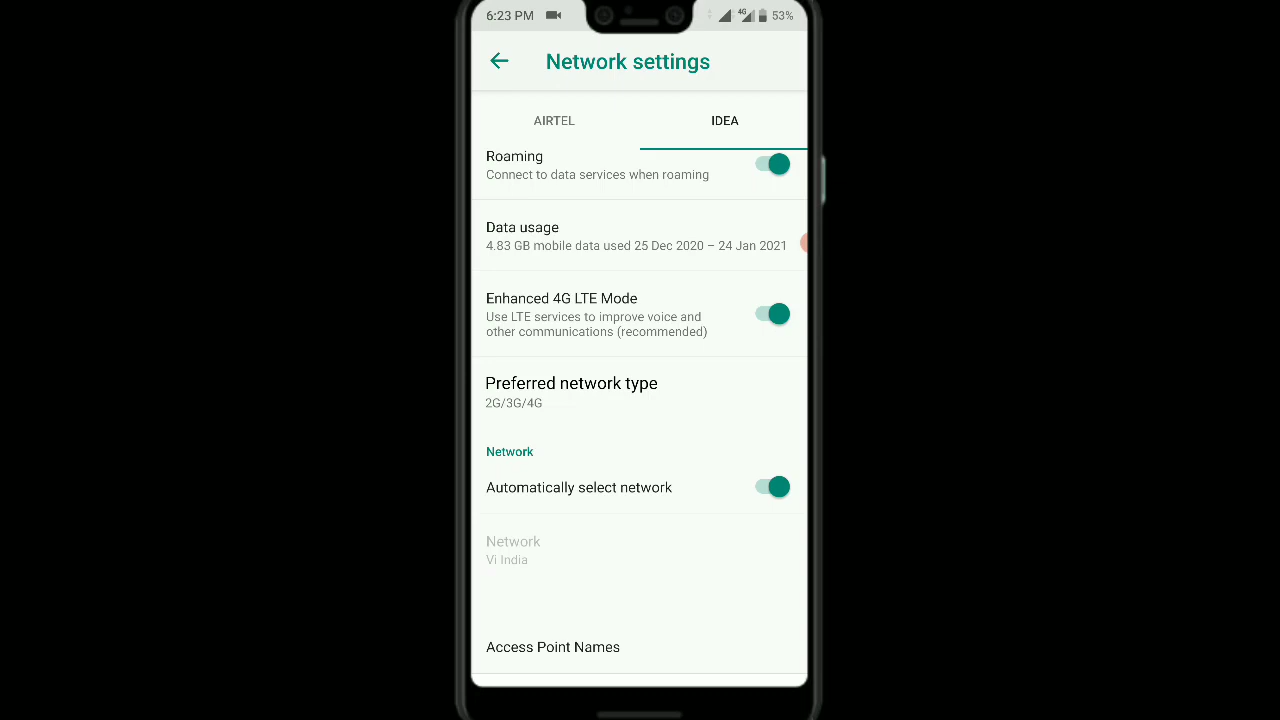 6:23 PM 4G 53%
Network settings
AIRTEL IDEA
Roaming
Connect to data services when roaming
Data usage
4.83 GB mobile data used 25 Dec 2020 – 24 Jan 2021
Enhanced 4G LTE Mode
Use LTE services to improve voice and
other communications (recommended)
Preferred network type
2G/3G/4G
Network
Automatically select network
Network
Vi India
Access Point Names